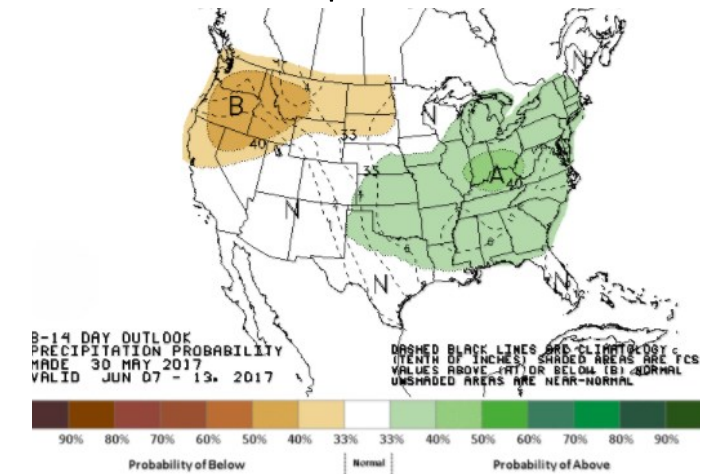 N
B
N
33
40
33
A 40
N
N
N
8-14 DAY OUTLOOK
PRECIPITATION PROBABILITY
MADE 30 MAY 2017
VALID JUN 07 - 13, 2017
DASHED BLACK LINES ARE CLIMATOLOGY
(TENTH OF INCHES) SHADED AREAS ARE FCST
VALUES ABOVE (A) OR BELOW (B) NORMAL
UNSHADED AREAS ARE NEAR-NORMAL
90% 80% 70% 60% 50% 40% 33% 33% 40% 50% 60% 70% 80% 90%
Probability of Below Normal Probability of Above